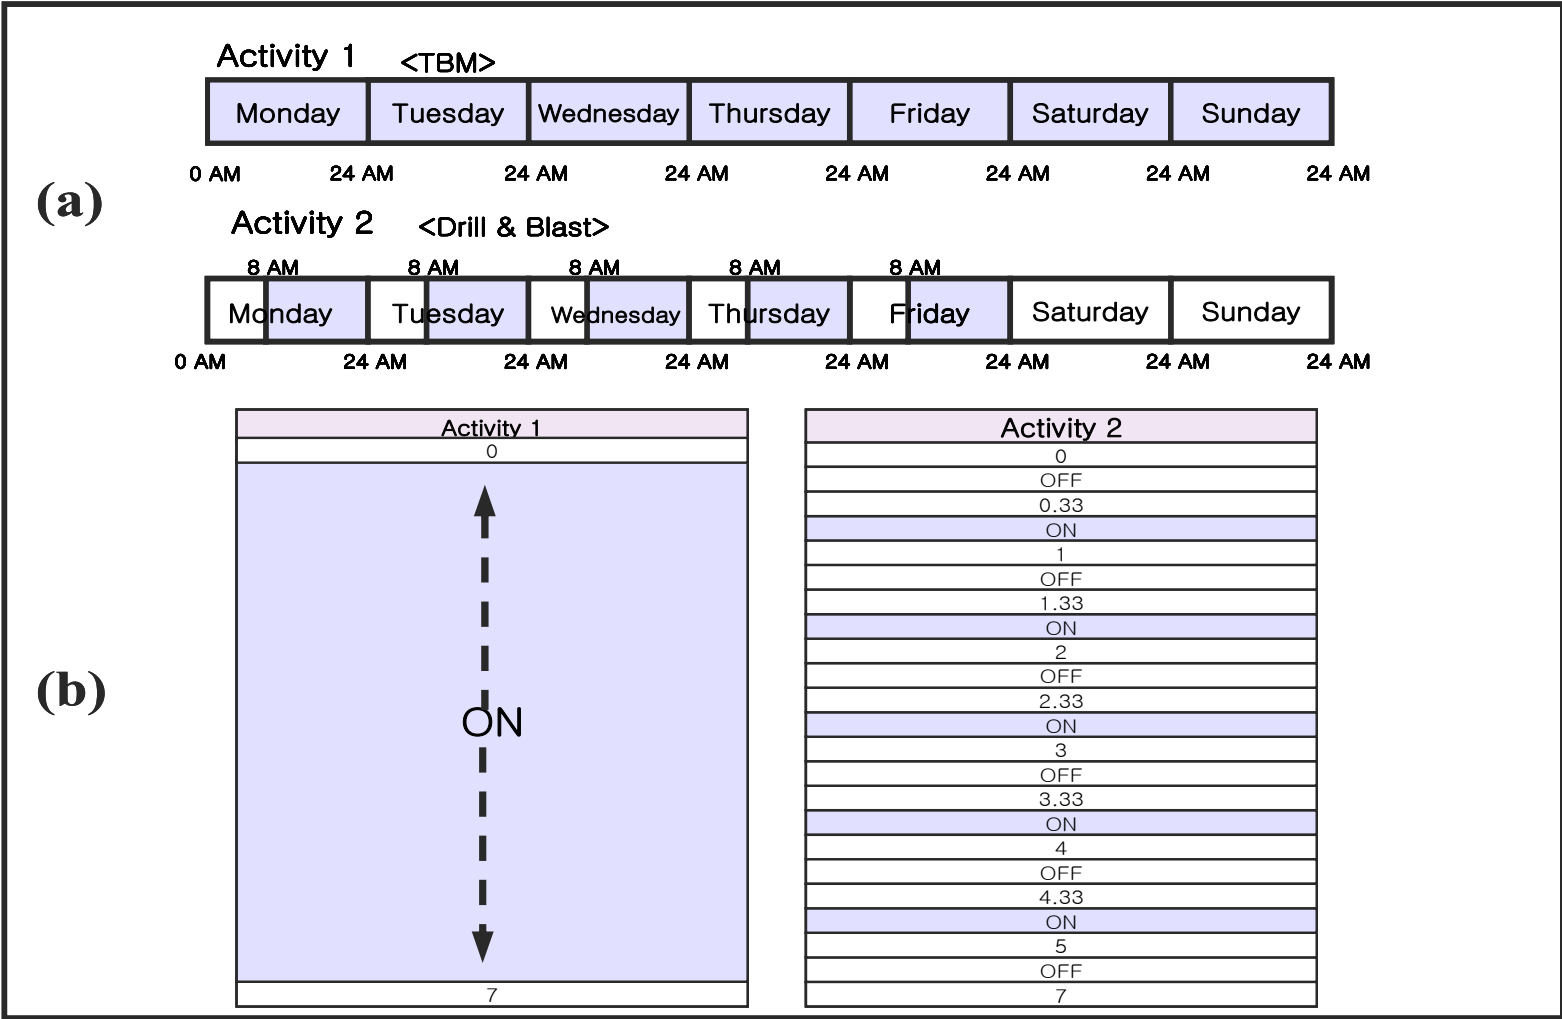 Activity 1 <TBM>
Monday Tuesday Wednesday Thursday Friday Saturday Sunday
0 AM 24 AM 24 AM 24 AM 24 AM 24 AM 24 AM 24 AM
(a)
Activity 2 <Drill & Blast>
8 AM 8 AM 8 AM 8 AM 8 AM
Monday Tuesday Wednesday Thursday Friday Saturday Sunday
0 AM 24 AM 24 AM 24 AM 24 AM 24 AM 24 AM 24 AM
(b)
Activity 1
0
ON
7
Activity 2
0
OFF
0.33
ON
1
OFF
1.33
ON
2
OFF
2.33
ON
3
OFF
3.33
ON
4
OFF
4.33
ON
5
OFF
7